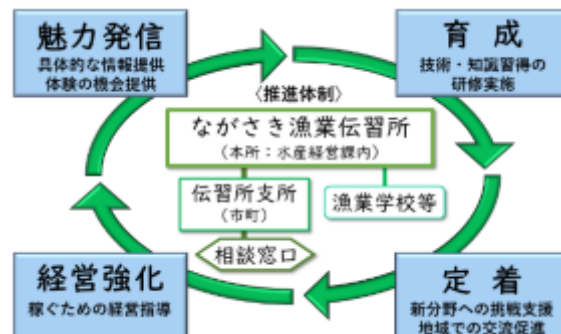 魅力発信
具体的な情報提供
体験の機会提供
育成
技術・知識習得の
研修実施
〈推進体制〉
ながさき漁業伝習所
（本所：水産経営課内）
伝習所支所
（市町）
漁業学校等
相談窓口
経営強化
稼ぐための経営指導
定着
新分野への挑戦支援
地域での交流促進